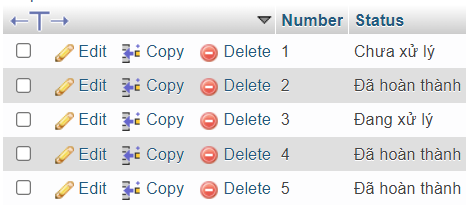 Number Status
Edit Copy Delete 1 Chưa xử lý
Edit Copy Delete 2 Đã hoàn thành
Edit Copy Delete 3 Đang xử lý
Edit Copy Delete 4 Đã hoàn thành
Edit Copy Delete 5 Đã hoàn thành